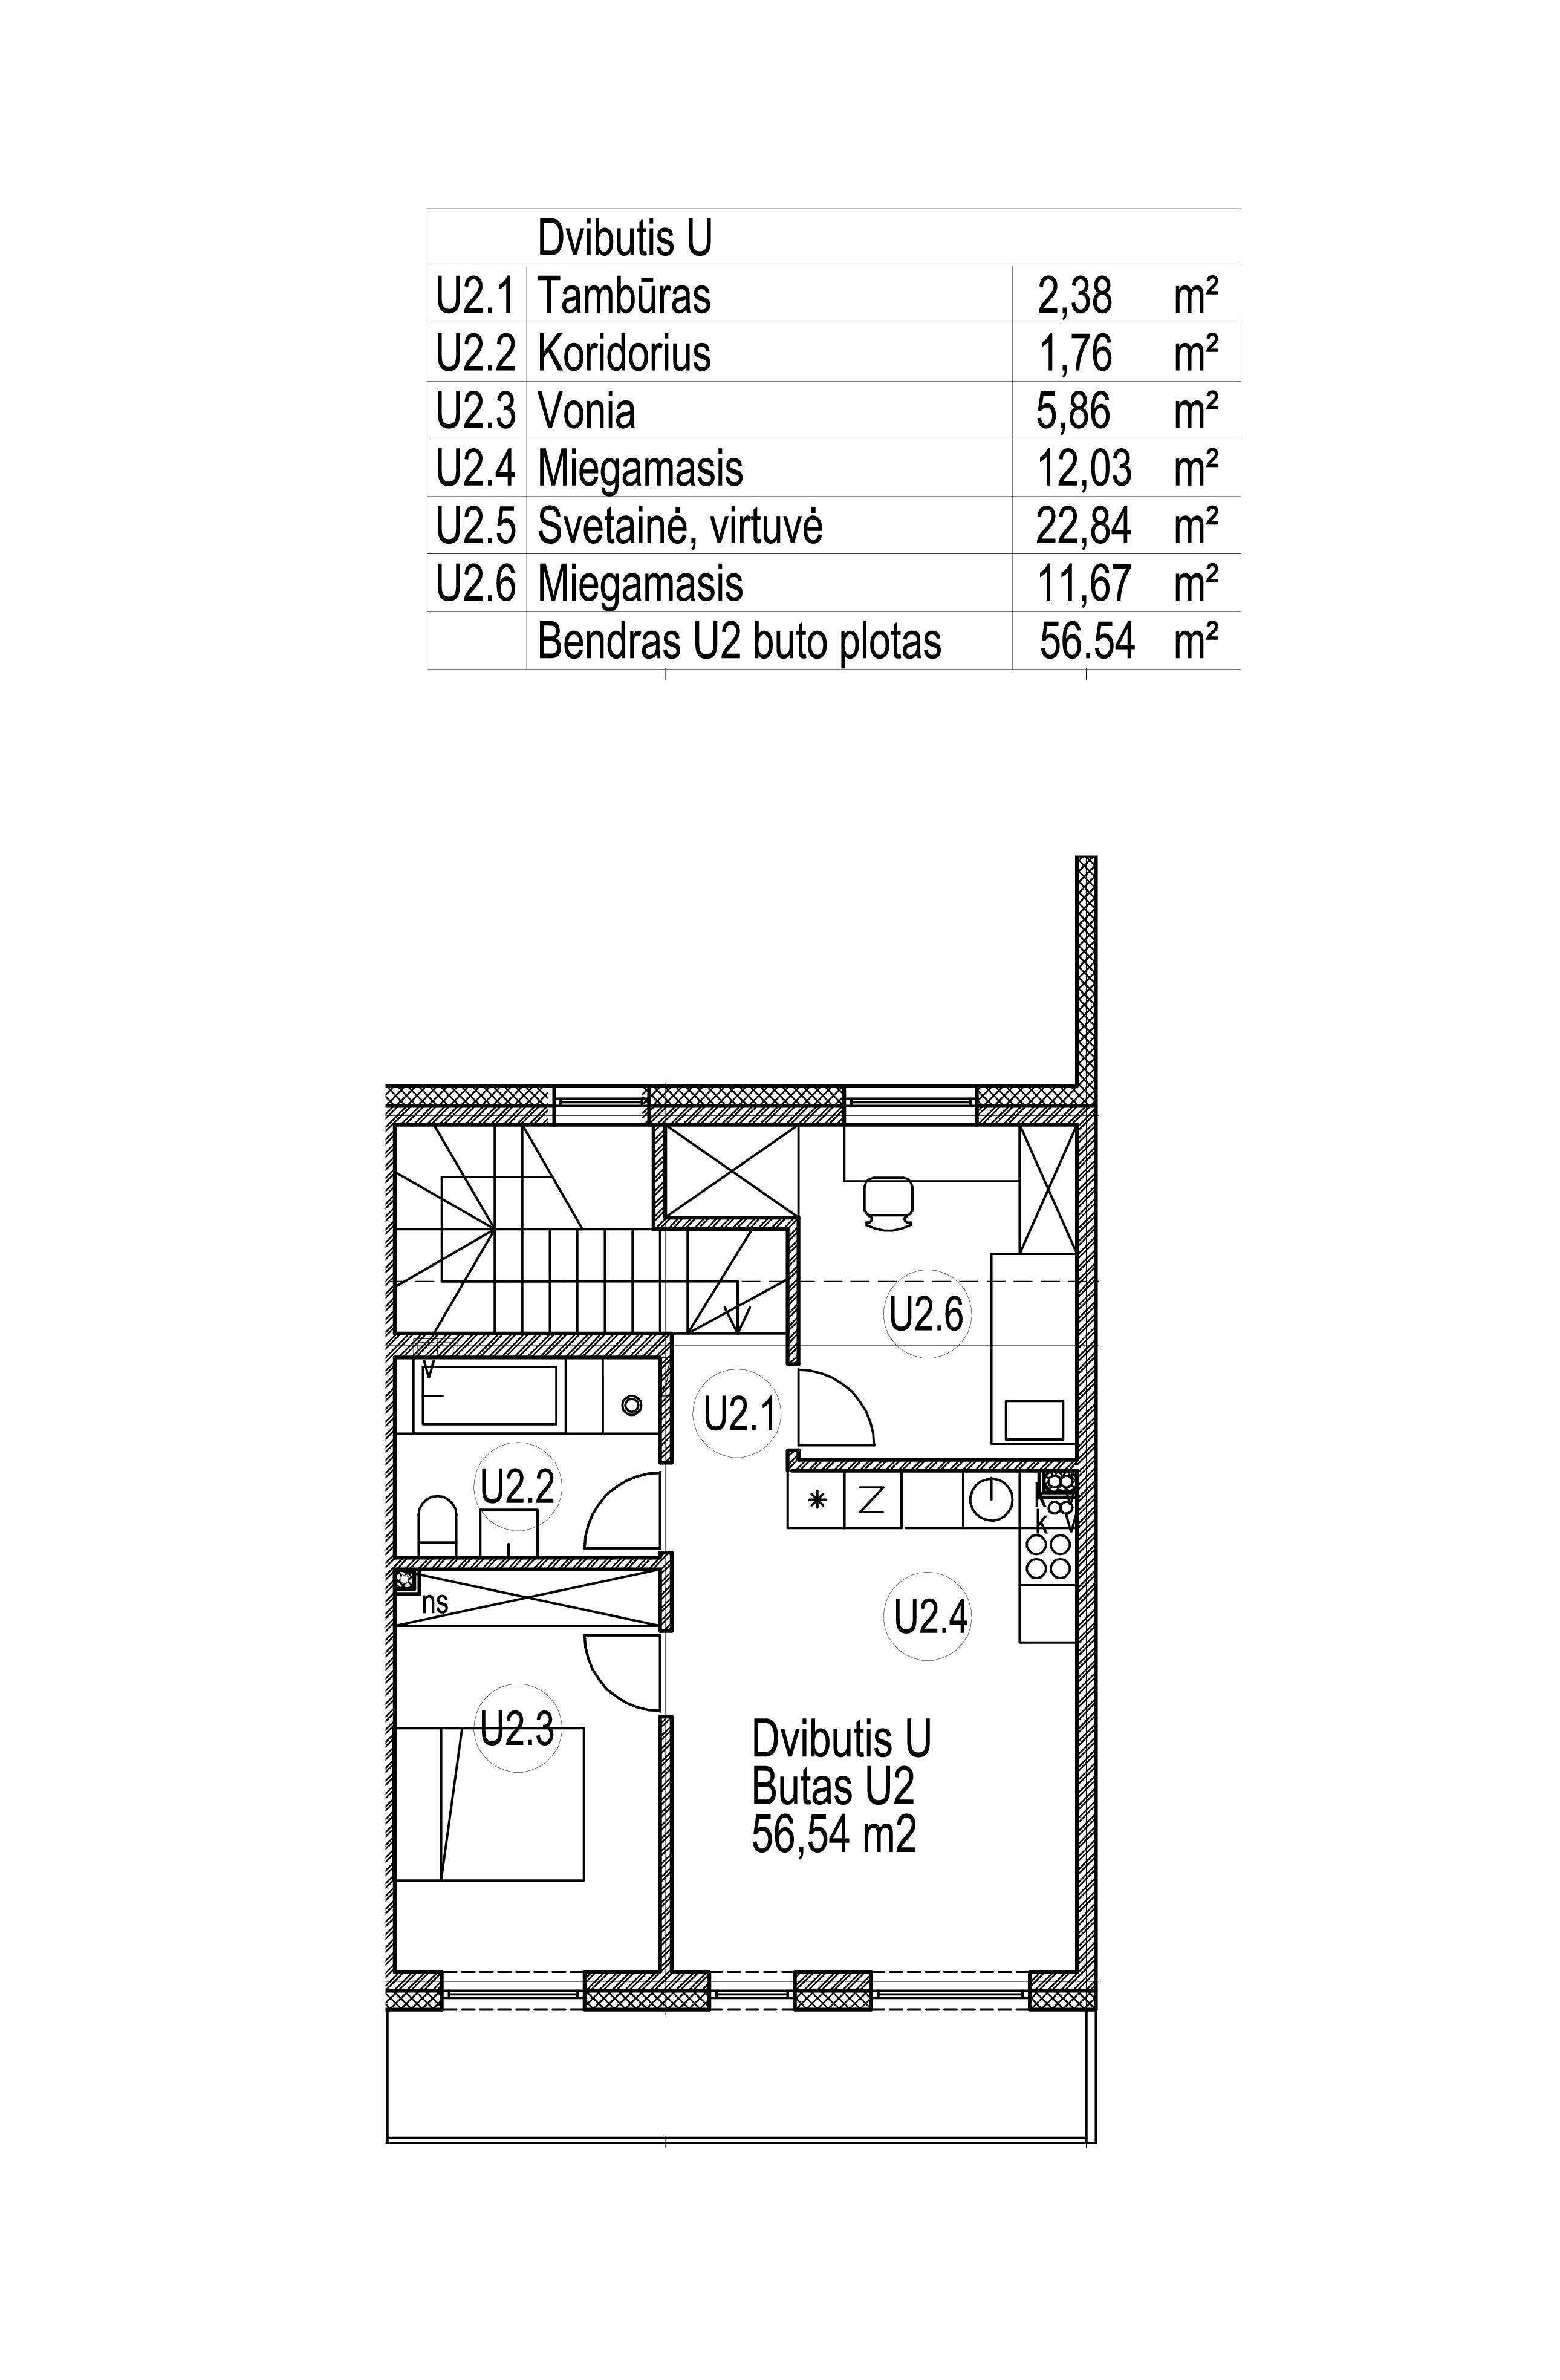 Dvibutis U
U2.1 Tambūras 2,38 m²
U2.2 Koridorius 1,76 m²
U2.3 Vonia 5,86 m²
U2.4 Miegamasis 12,03 m²
U2.5 Svetainė, virtuvė 22,84 m²
U2.6 Miegamasis 11,67 m²
Bendras U2 buto plotas 56.54 m²
U2.6
V
U2.1
U2.2
Z
k
k
ns
U2.4
U2.3
Dvibutis U
Butas U2
56,54 m2